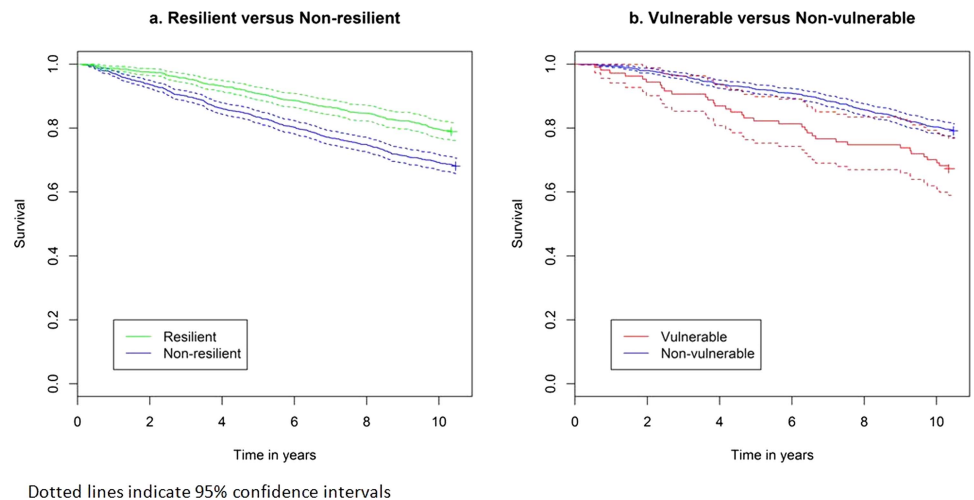 a. Resilient versus Non-resilient
Survival
1.0
0.8
0.6
0.4
0.2
0.0
Resilient
Non-resilient
0 2 4 6 8 10
Time in years
b. Vulnerable versus Non-vulnerable
Survival
1.0
0.8
0.6
0.4
0.2
0.0
Vulnerable
Non-vulnerable
0 2 4 6 8 10
Time in years
Dotted lines indicate 95% confidence intervals